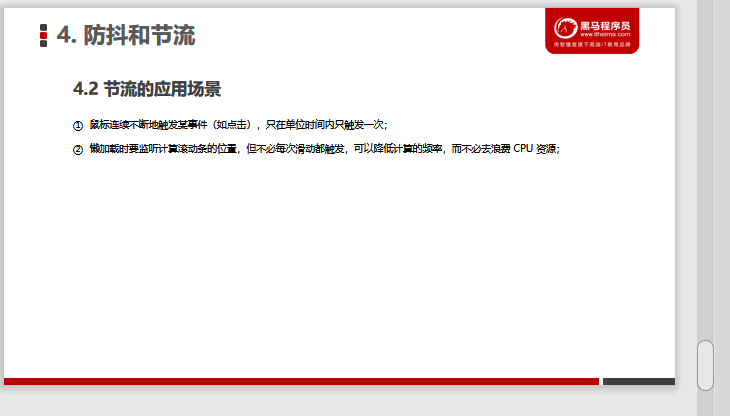 4. 防抖和节流
黑马程序员
www.itheima.com
传智播客旗下高端IT教育品牌
4.2 节流的应用场景
① 鼠标连续不断地触发某事件（如点击），只在单位时间内只触发一次；
② 懒加载时要监听计算滚动条的位置，但不必每次滑动都触发，可以降低计算的频率，而不必去浪费 CPU 资源；